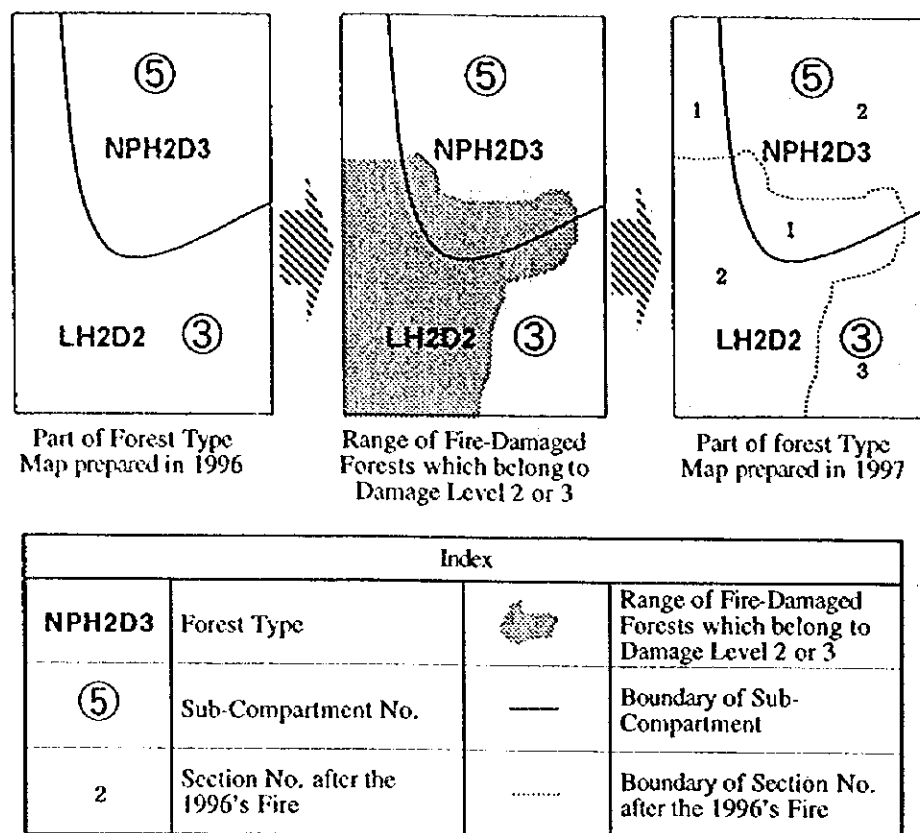 ⑤
NPH2D3
LH2D2 ③
Part of Forest Type
Map prepared in 1996
⑤
NPH2D3
LH2D2 ③
Range of Fire-Damaged
Forests which belong to
Damage Level 2 or 3
⑤
1
2
NPH2D3
1
2
LH2D2 ③
3
Part of forest Type
Map prepared in 1997
Index
NPH2D3
Forest Type
Range of Fire-Damaged
Forests which belong to
Damage Level 2 or 3
⑤
Sub-Compartment No.
Boundary of Sub-
Compartment
2
Section No. after the
1996's Fire
Boundary of Section No.
after the 1996's Fire